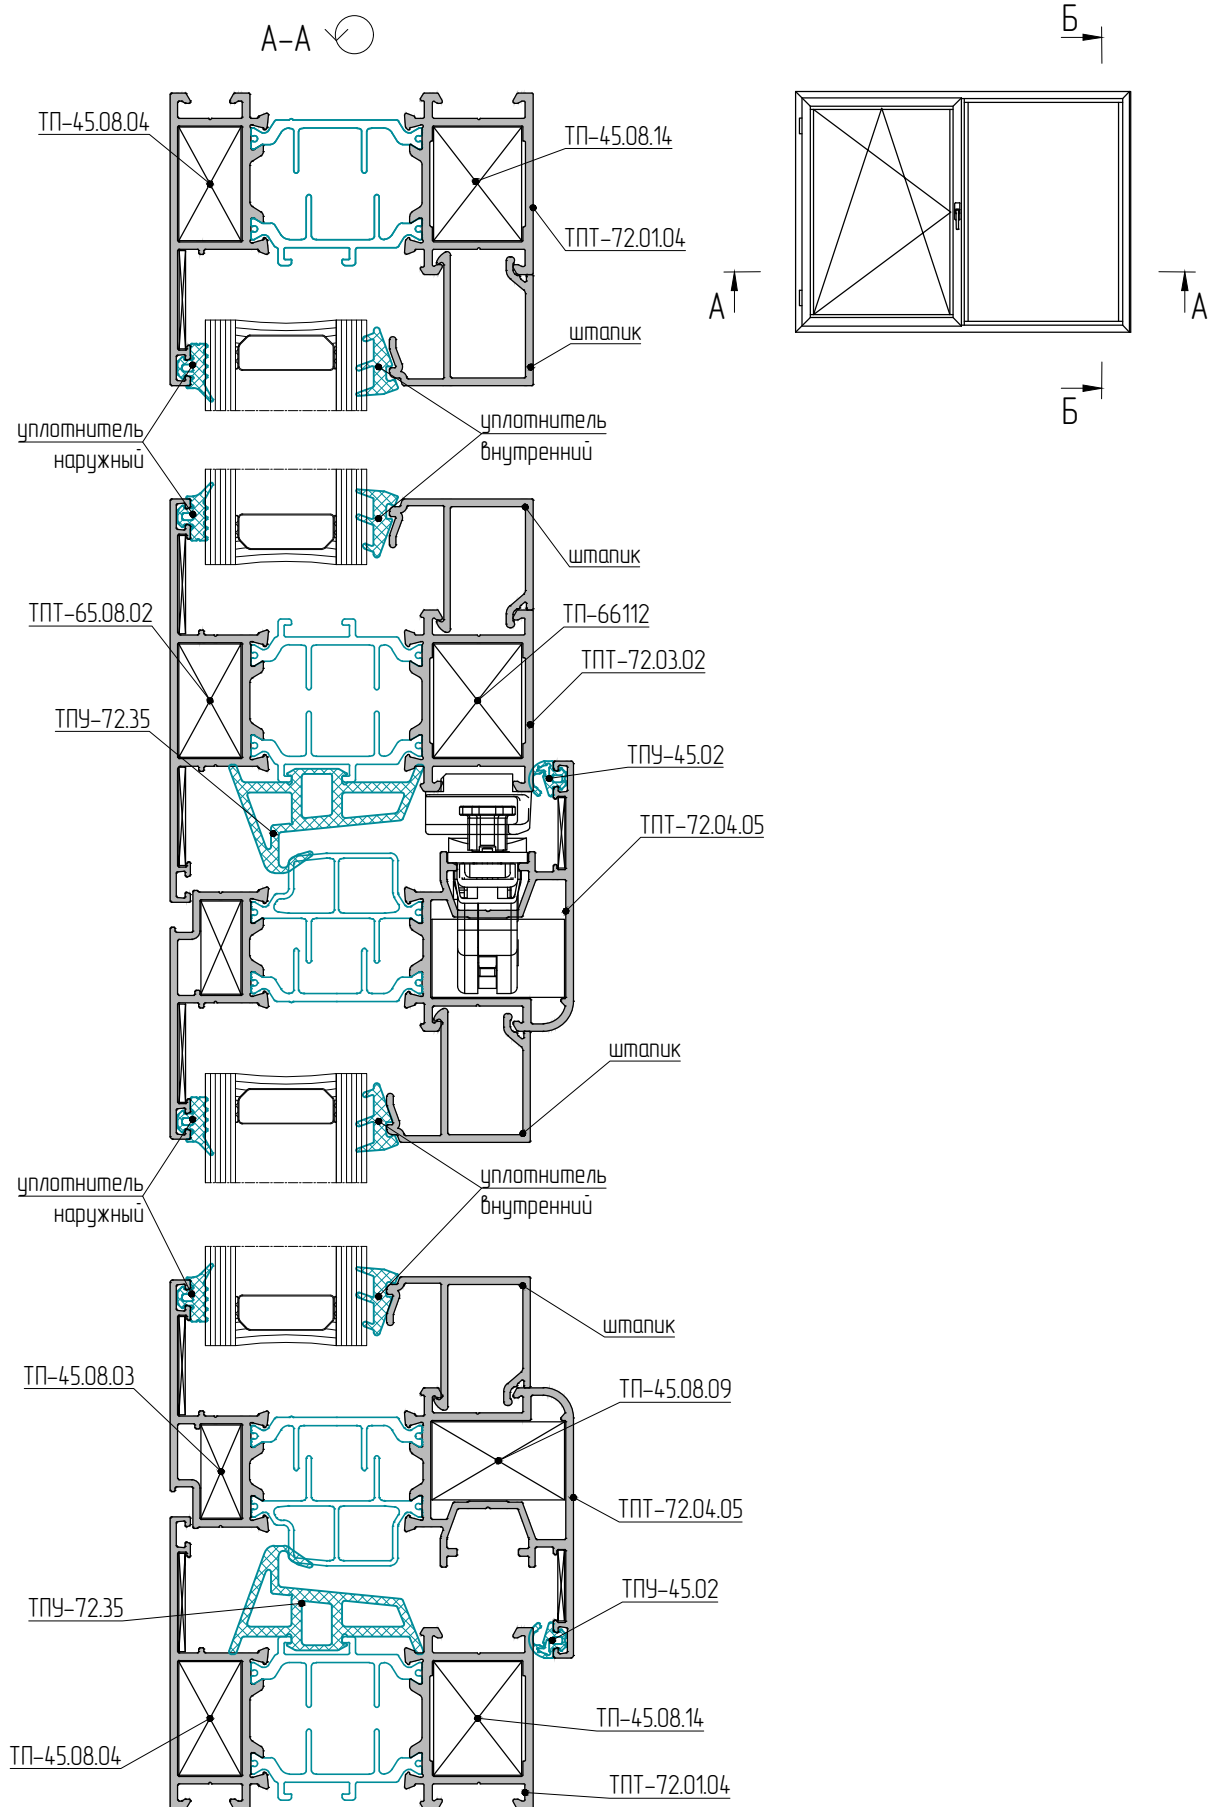 А-А
Б
ТП-45.08.04
ТП-45.08.14
ТПТ-72.01.04
А
А
штапик
Б
уплотнитель
наружный
уплотнитель
внутренний
штапик
ТПТ-65.08.02
ТП-66112
ТПТ-72.03.02
ТПУ-72.35
ТПУ-45.02
ТПТ-72.04.05
штапик
уплотнитель
наружный
уплотнитель
внутренний
штапик
ТП-45.08.03
ТП-45.08.09
ТПТ-72.04.05
ТПУ-72.35
ТПУ-45.02
ТП-45.08.14
ТП-45.08.04
ТПТ-72.01.04